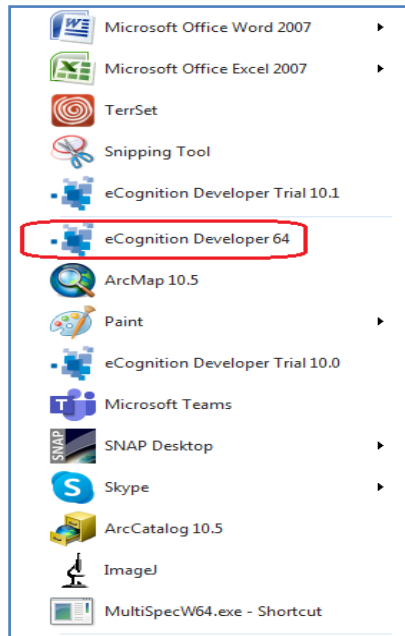 Microsoft Office Word 2007
Microsoft Office Excel 2007
TerrSet
Snipping Tool
eCognition Developer Trial 10.1
eCognition Developer 64
ArcMap 10.5
Paint
eCognition Developer Trial 10.0
Microsoft Teams
SNAP
SNAP Desktop
Skype
ArcCatalog 10.5
ImageJ
MultiSpecW64.exe - Shortcut